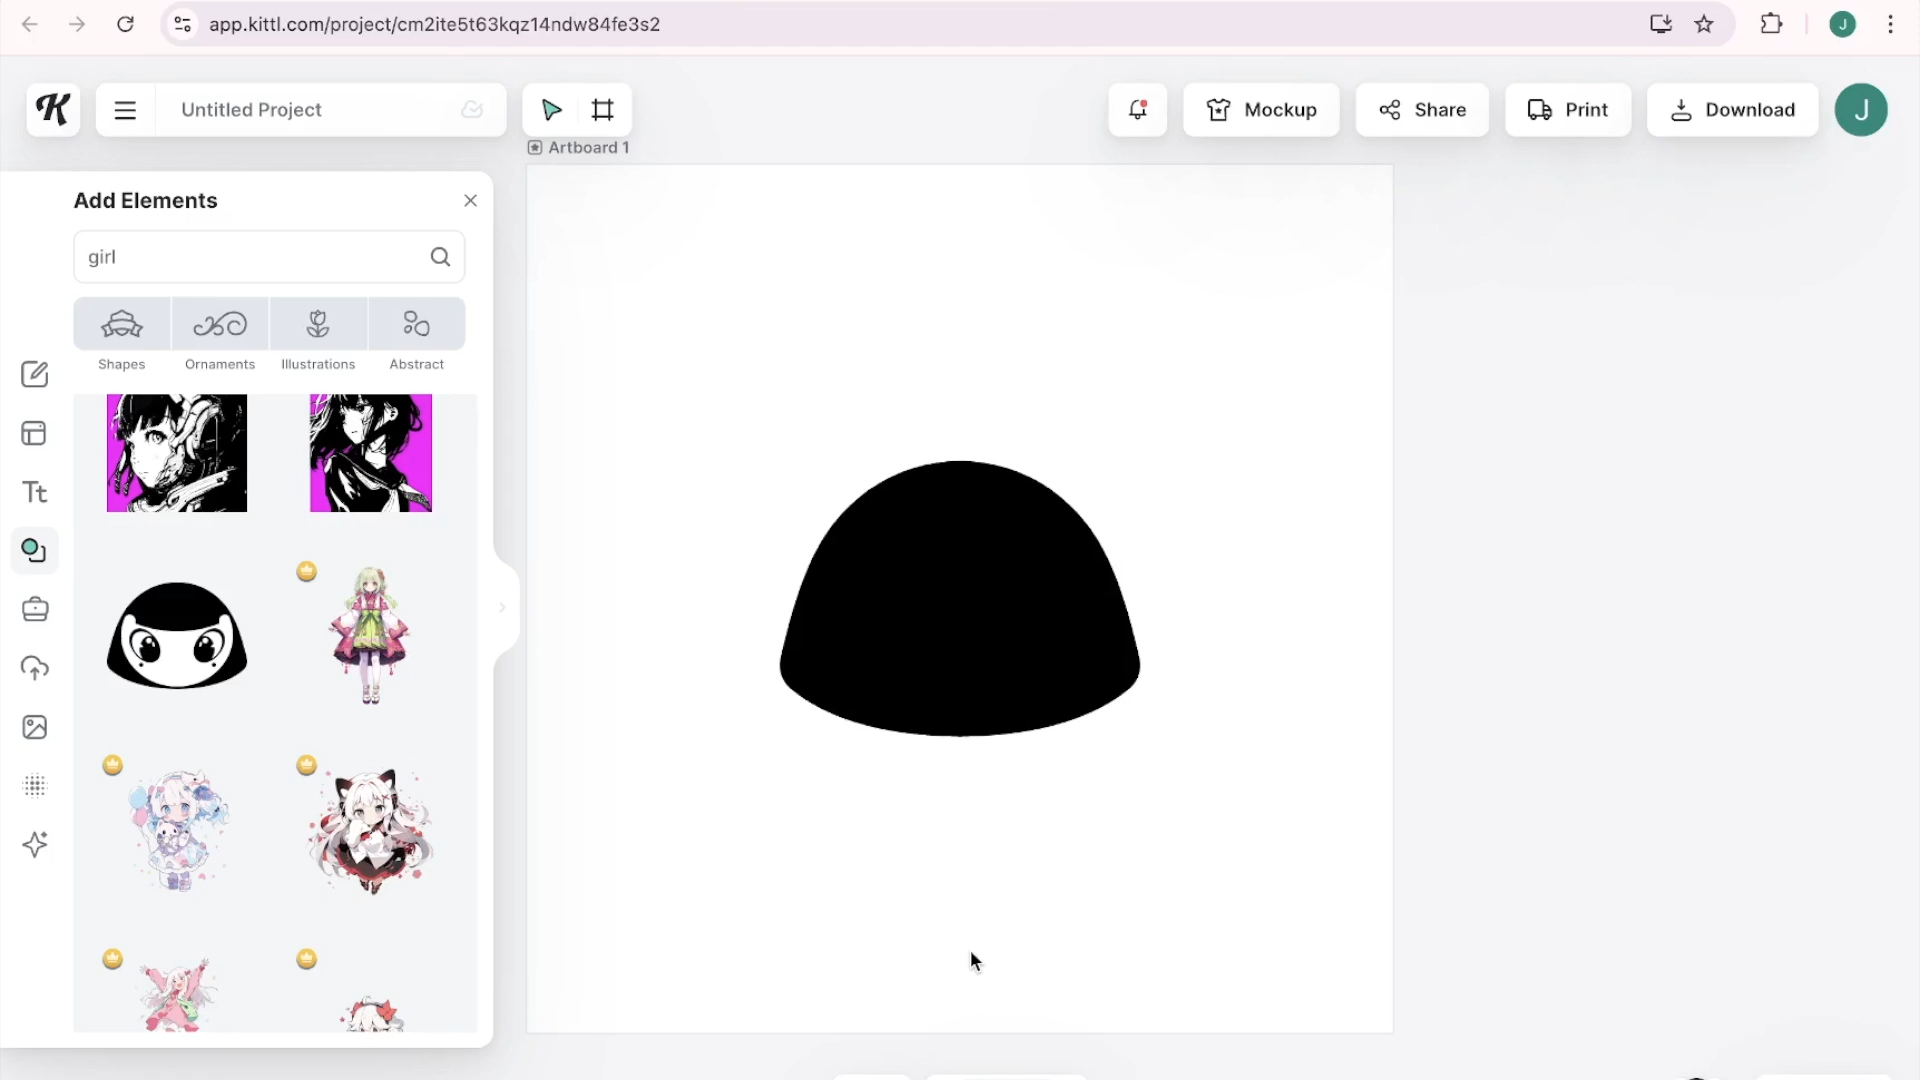 app.kittl.com/project/cm2ite5t63kqz14ndw84fe3s2
J
K
Untitled Project
Mockup
Share
Print
Download
J
Artboard 1
Add Elements
girl
Shapes
Ornaments
Illustrations
Abstract
Tt